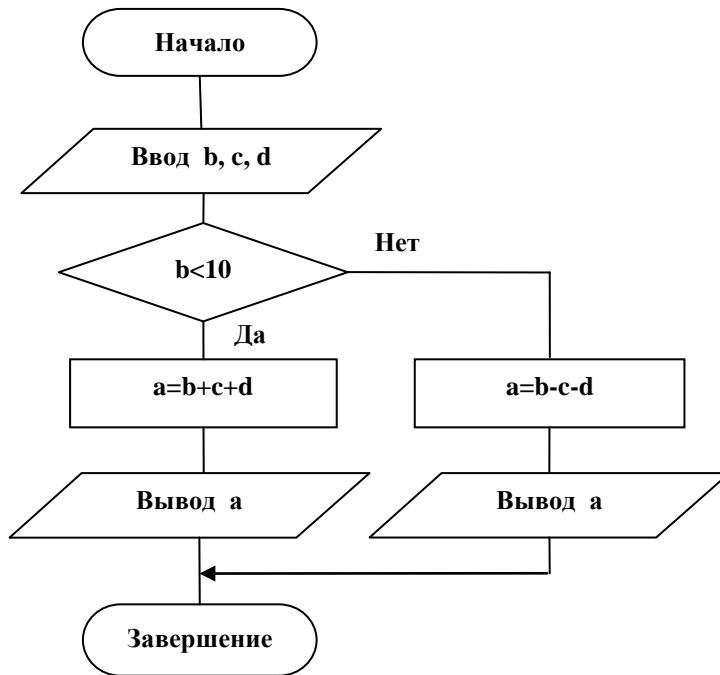 Начало
Ввод b, c, d
b<10
Нет
Да
a=b+c+d
a=b-c-d
Вывод a
Вывод a
Завершение